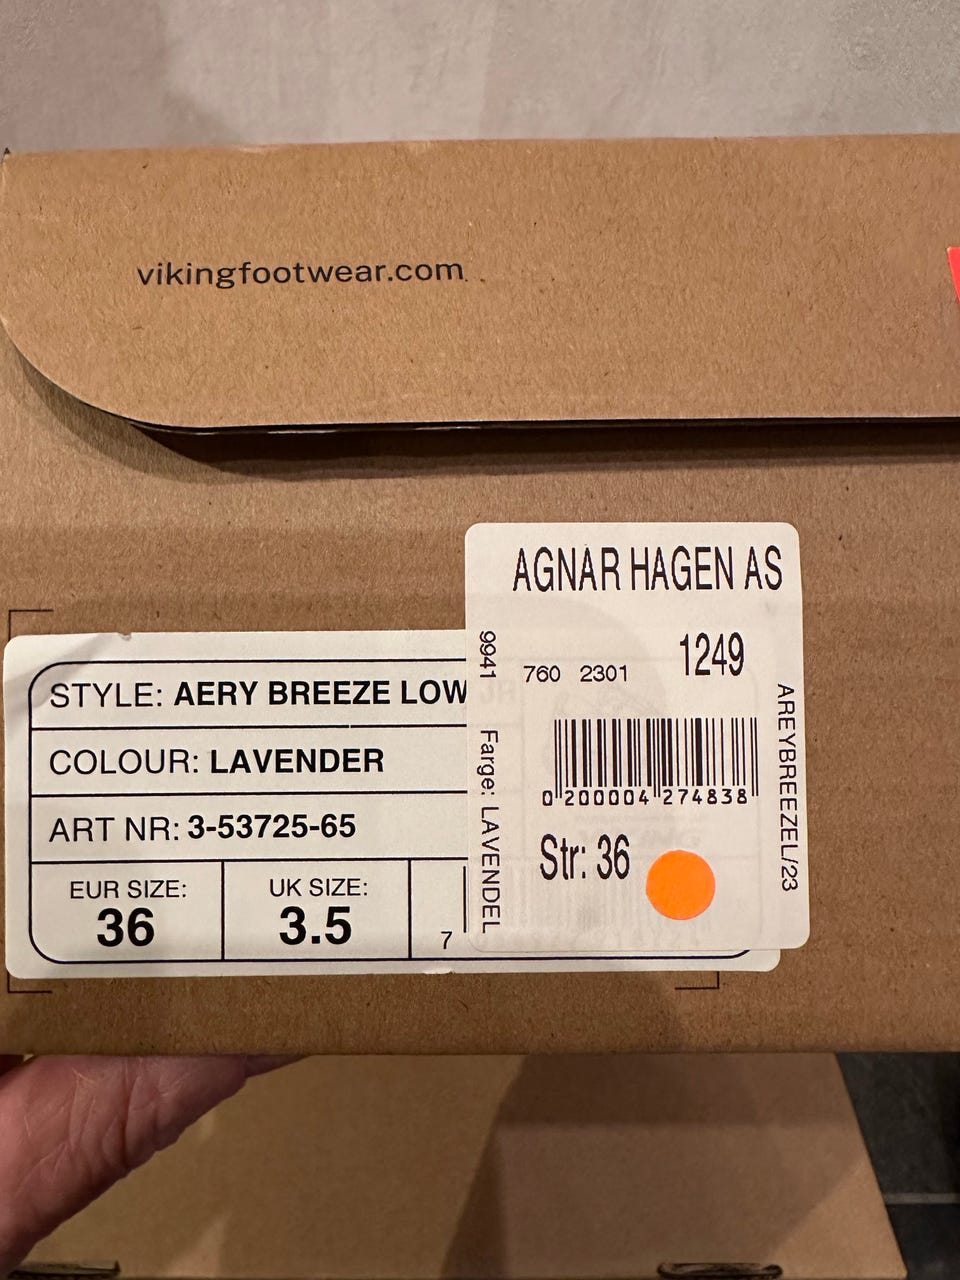 vikingfootwear.com
STYLE: AERY BREEZE LOW
COLOUR: LAVENDER
ART NR: 3-53725-65
EUR SIZE:
36
UK SIZE:
3.5
7
AGNAR HAGEN AS
9941
760 2301
1249
0 200004 274838
Str: 36
Farge: LAVENDEL
AREYBREEZEL/23